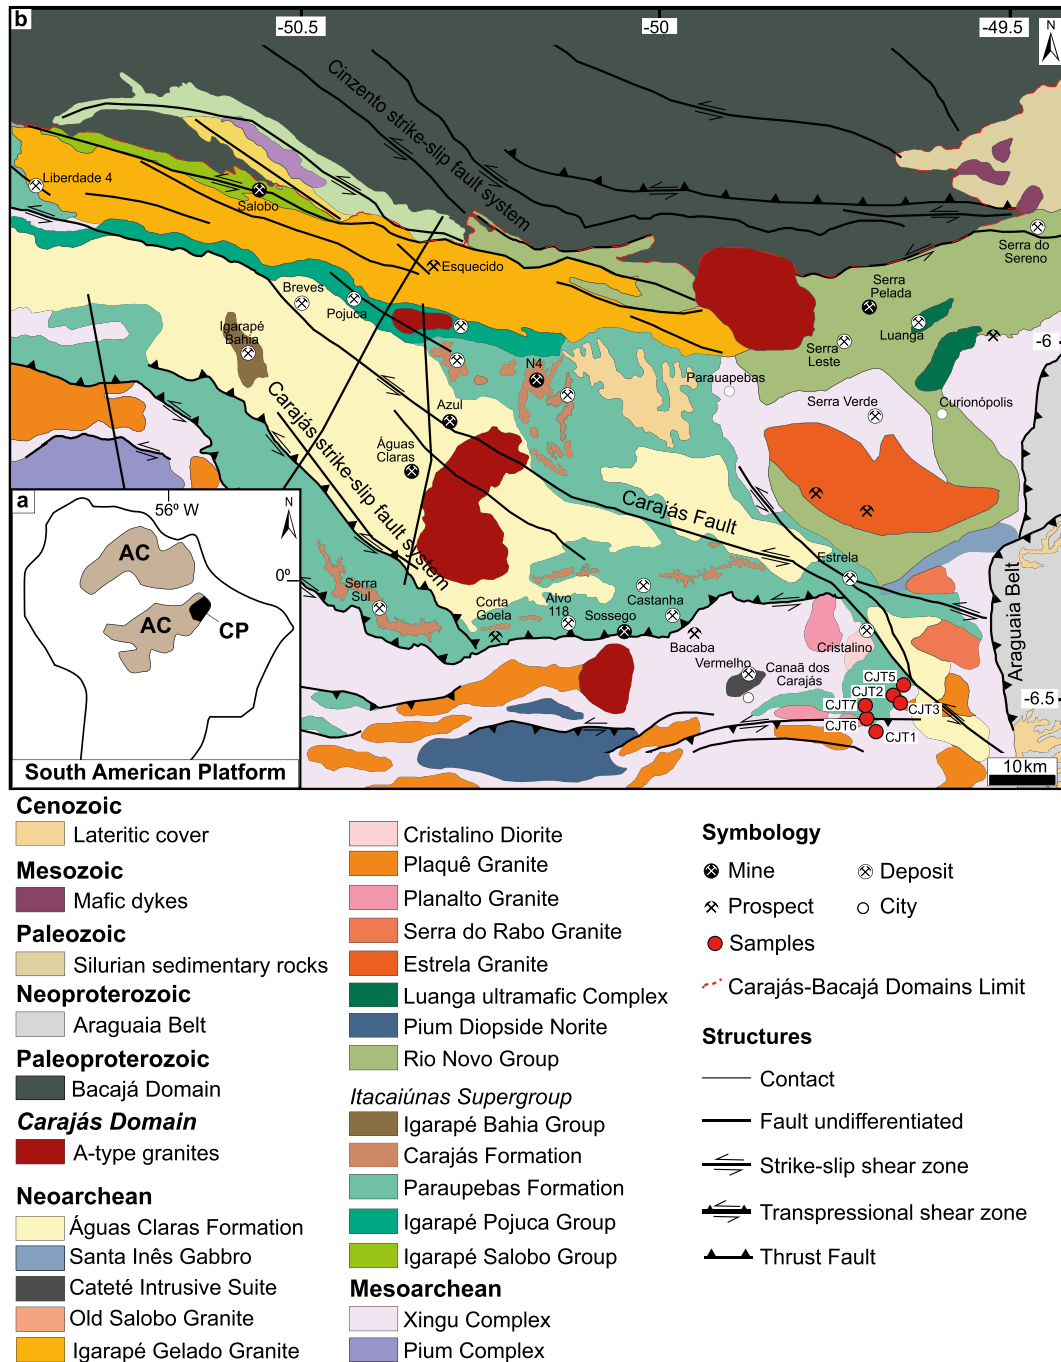 b
-50.5
-50
-49.5
N
Cinzento strike-slip fault system
Liberdade 4
Salobo
Serra do
Sereno
Esquecido
Serra
Pelada
Breves
Pojuca
Igarapé
Bahia
Luanga
Serra
Leste
-6
N4
Parauapebas
Azul
Serra Verde
Curionópolis
Águas
Claras
Carajás strike-slip fault system
Carajás Fault
a
56º W
N
AC
0º
AC
CP
South American Platform
Estrela
Serra
Sul
Corta
Goela
Alvo
118
Castanha
Sossego
Bacaba
Cristalino
Vermelho
Canaã dos
Carajás
Araguaia Belt
CJT5
CJT2
CJT7
CJT3
CJT6
CJT1
-6.5
10 km
Cenozoic
Lateritic cover
Mesozoic
Mafic dykes
Paleozoic
Silurian sedimentary rocks
Neoproterozoic
Araguaia Belt
Paleoproterozoic
Bacajá Domain
Carajás Domain
A-type granites
Neoarchean
Águas Claras Formation
Santa Inês Gabbro
Cateté Intrusive Suite
Old Salobo Granite
Igarapé Gelado Granite
Cristalino Diorite
Plaquê Granite
Planalto Granite
Serra do Rabo Granite
Estrela Granite
Luanga ultramafic Complex
Pium Diopside Norite
Rio Novo Group
Itacaiúnas Supergroup
Igarapé Bahia Group
Carajás Formation
Paraupebas Formation
Igarapé Pojuca Group
Igarapé Salobo Group
Mesoarchean
Xingu Complex
Pium Complex
Symbology
Mine
Deposit
Prospect
City
Samples
Carajás-Bacajá Domains Limit
Structures
Contact
Fault undifferentiated
Strike-slip shear zone
Transpressional shear zone
Thrust Fault